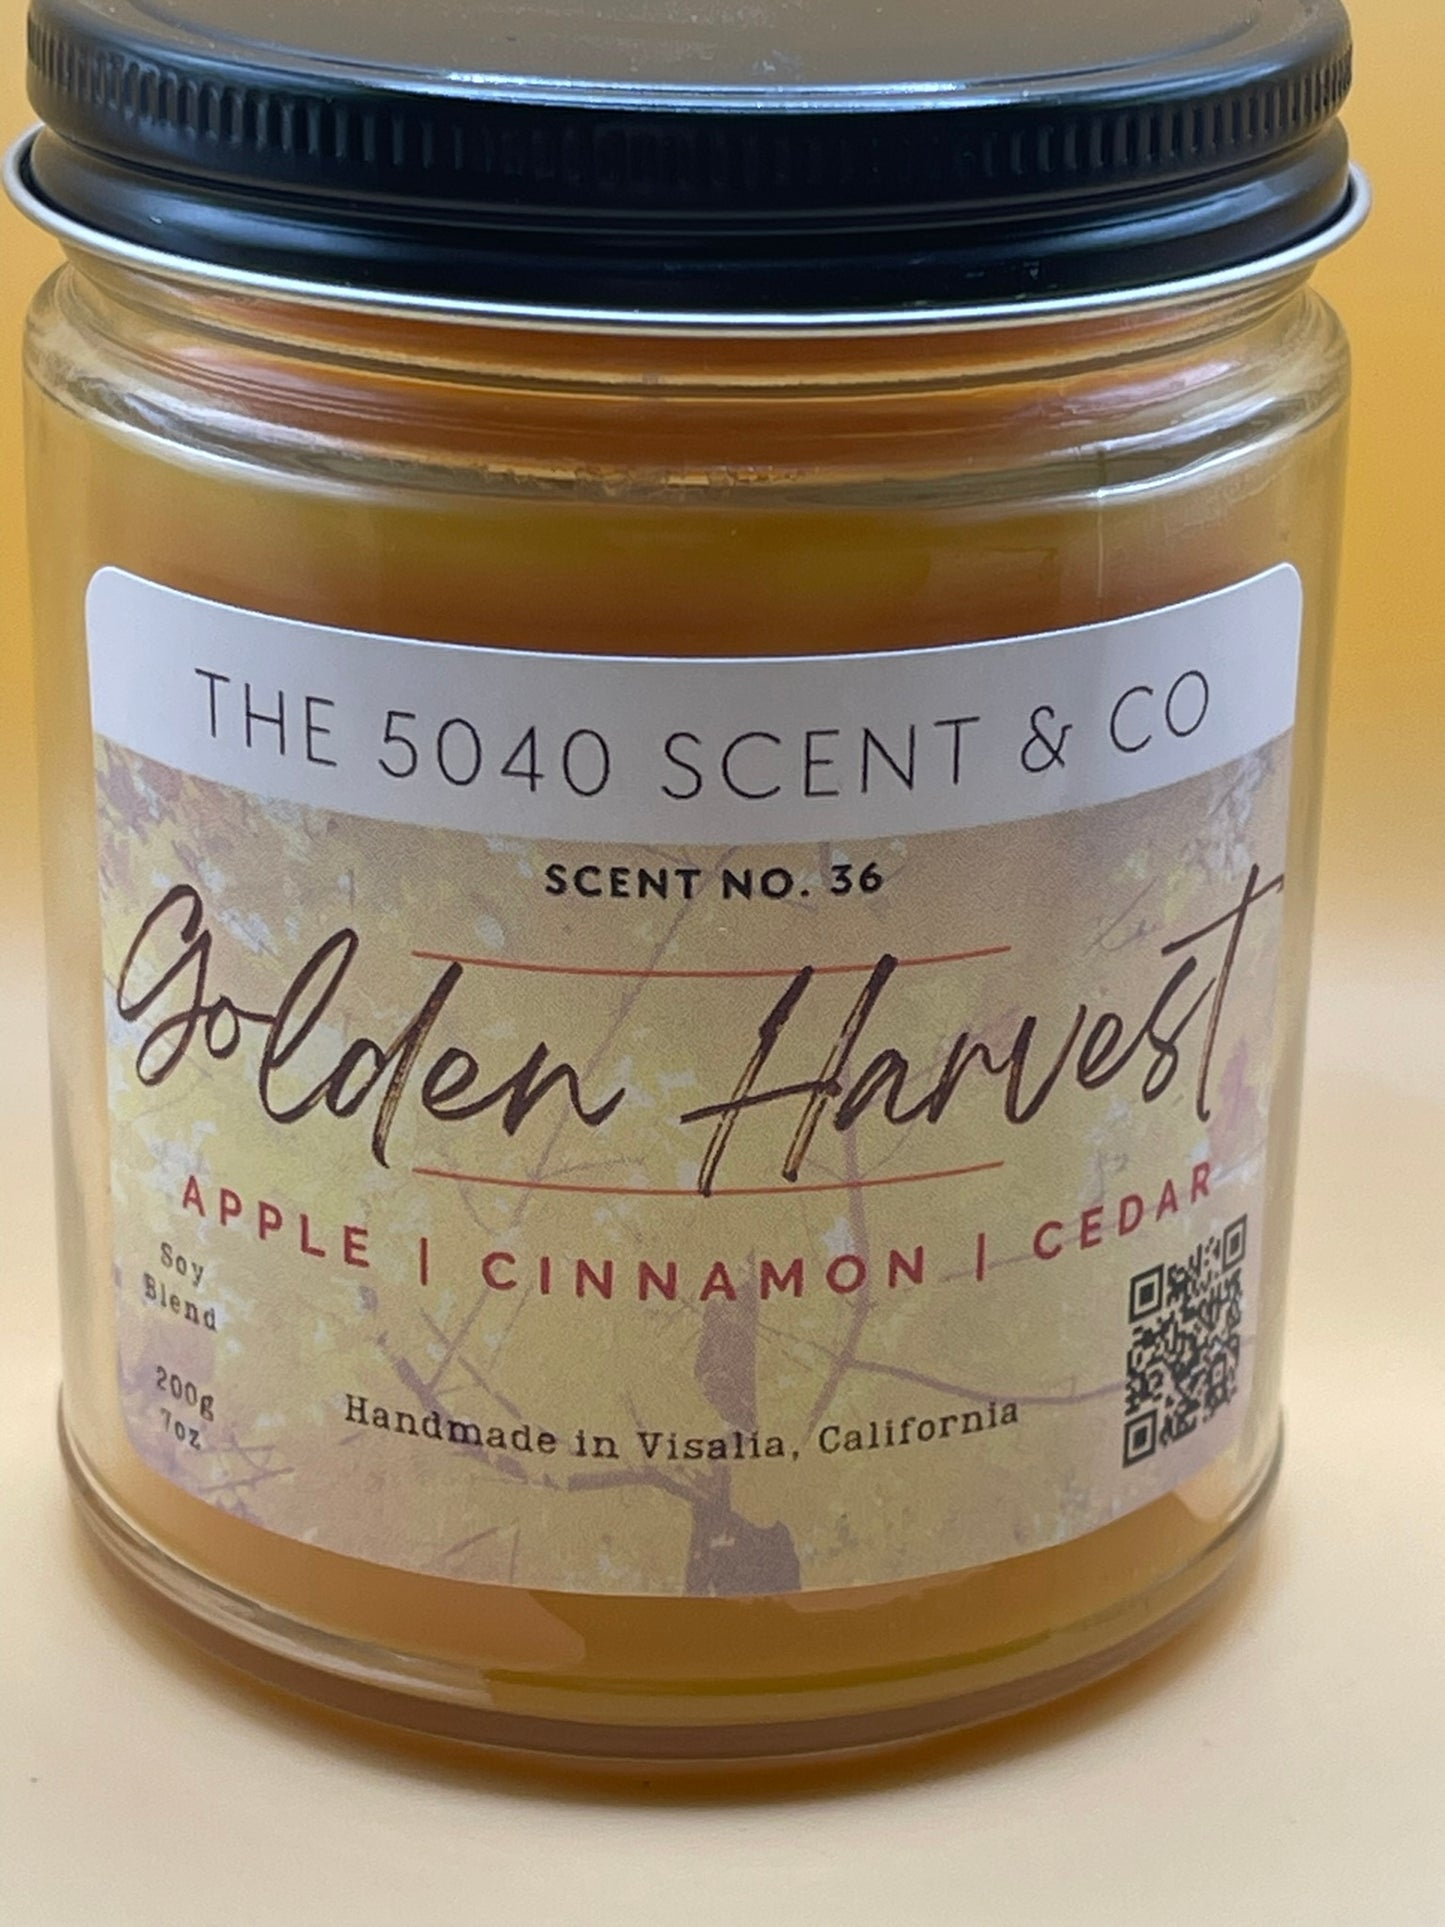 THE 5040 SCENT & CO
SCENT NO. 36
Golden Harvest
APPLE | CINNAMON | CEDAR
Soy
Blend
200g
7oz
Handmade in Visalia, California